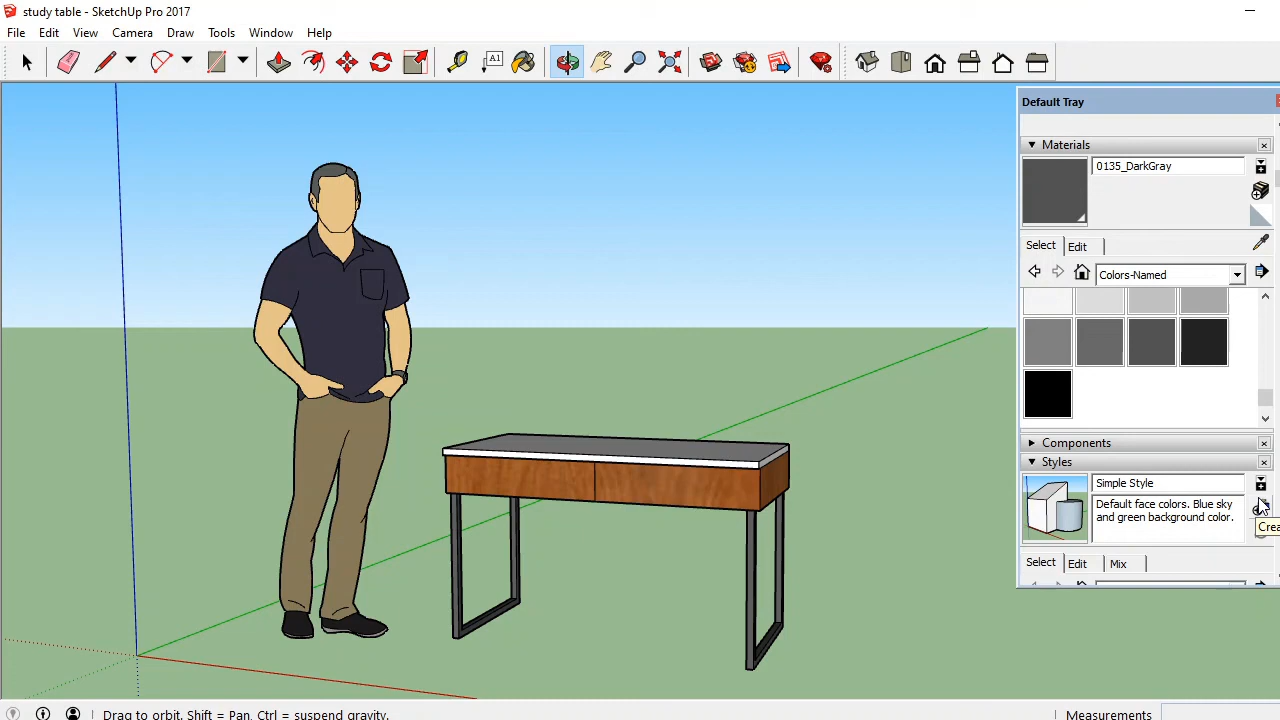 study table - SketchUp Pro 2017
File Edit View Camera Draw Tools Window Help
A1
Default Tray
Materials
0135_DarkGray
Select Edit
Colors-Named
Components
Styles
Simple Style
Default face colors. Blue sky
and green background color.
Crea
Select Edit Mix
Drag to orbit. Shift = Pan, Ctrl = suspend gravity.
Measurements